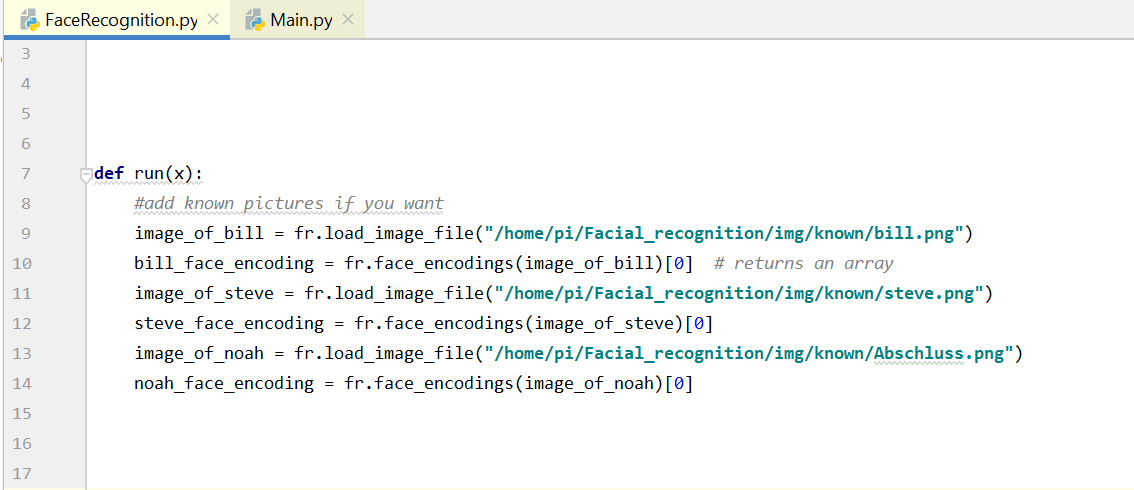 FaceRecognition.py Main.py
3
4
5
6
7 def run(x):
8 #add known pictures if you want
9 image_of_bill = fr.load_image_file("/home/pi/Facial_recognition/img/known/bill.png")
10 bill_face_encoding = fr.face_encodings(image_of_bill)[0]  # returns an array
11 image_of_steve = fr.load_image_file("/home/pi/Facial_recognition/img/known/steve.png")
12 steve_face_encoding = fr.face_encodings(image_of_steve)[0]
13 image_of_noah = fr.load_image_file("/home/pi/Facial_recognition/img/known/Abschluss.png")
14 noah_face_encoding = fr.face_encodings(image_of_noah)[0]
15
16
17